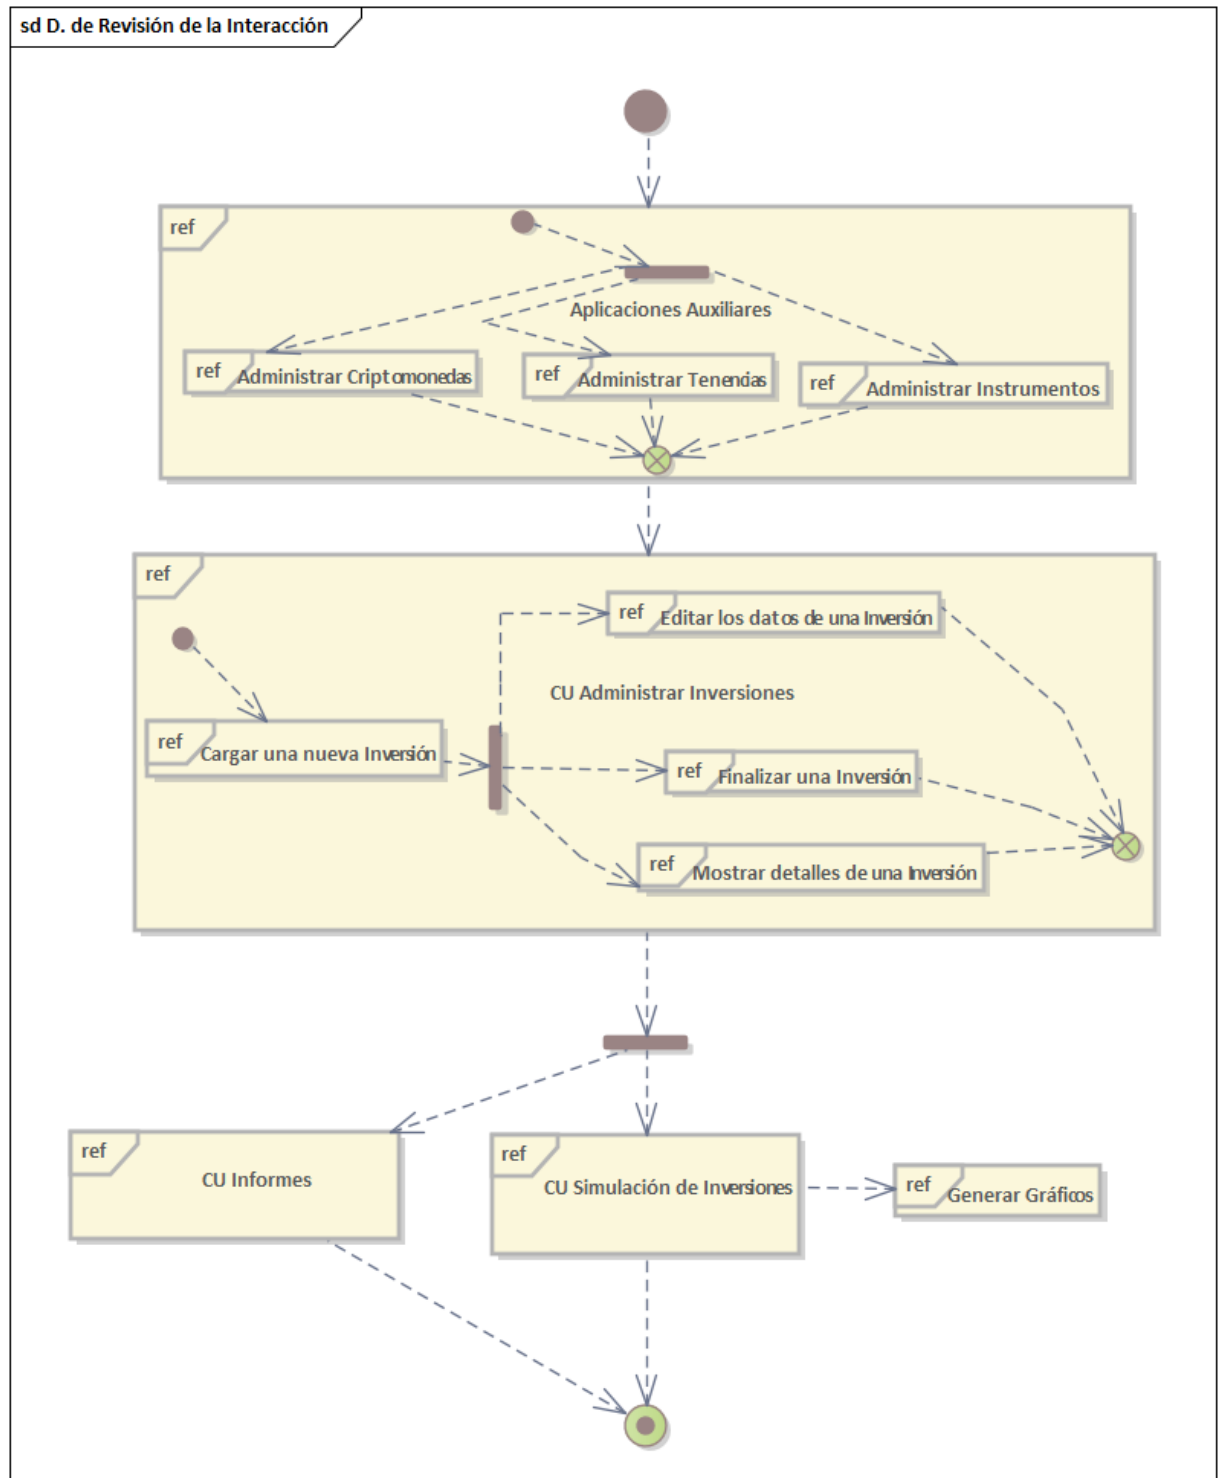 sd D. de Revisión de la Interacción
ref
Aplicaciones Auxiliares
ref
Administrar Criptomonedas
ref
Administrar Tenencias
ref
Administrar Instrumentos
ref
ref
Editar los datos de una Inversión
CU Administrar Inversiones
ref
Cargar una nueva Inversión
ref
Finalizar una Inversión
ref
Mostrar detalles de una Inversión
ref
CU Informes
ref
CU Simulación de Inversiones
ref
Generar Gráficos